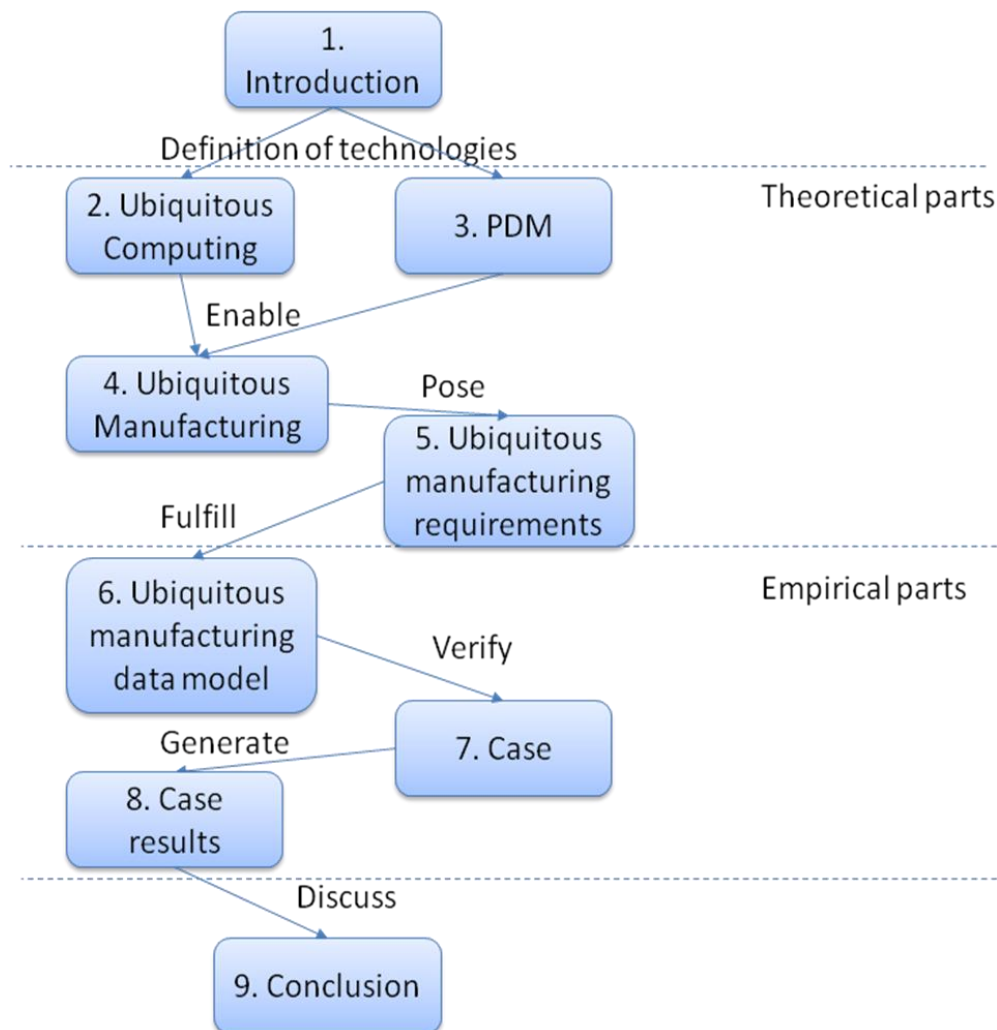 1.
Introduction
Definition of technologies
Theoretical parts
2. Ubiquitous
Computing
3. PDM
Enable
4. Ubiquitous
Manufacturing
Pose
5. Ubiquitous
manufacturing
requirements
Fulfill
Empirical parts
6. Ubiquitous
manufacturing
data model
Verify
7. Case
Generate
8. Case
results
Discuss
9. Conclusion